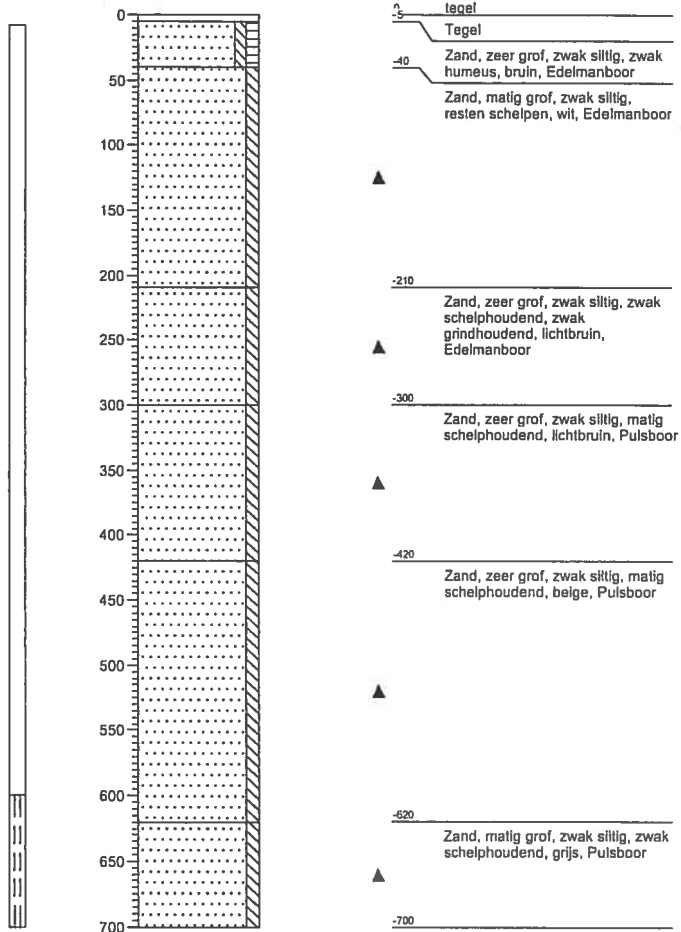 0
50
100
150
200
250
300
350
400
450
500
550
600
650
700
0
tegel
-5
Tegel
Zand, zeer grof, zwak siltig, zwak
humeus, bruin, Edelmanboor
-40
Zand, matig grof, zwak siltig,
resten schelpen, wit, Edelmanboor
-210
Zand, zeer grof, zwak siltig, zwak
schelphoudend, zwak
grindhoudend, lichtbruin,
Edelmanboor
-300
Zand, zeer grof, zwak siltig, matig
schelphoudend, lichtbruin, Pulsboor
-420
Zand, zeer grof, zwak siltig, matig
schelphoudend, beige, Pulsboor
-620
Zand, matig grof, zwak siltig, zwak
schelphoudend, grijs, Pulsboor
-700